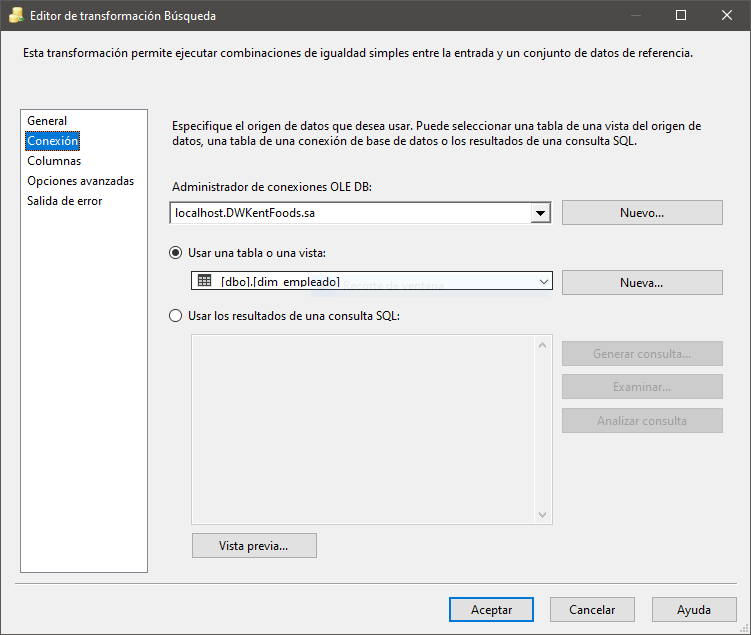 Editor de transformación Búsqueda
Esta transformación permite ejecutar combinaciones de igualdad simples entre la entrada y un conjunto de datos de referencia.
General
Conexión
Columnas
Opciones avanzadas
Salida de error
Especifique el origen de datos que desea usar. Puede seleccionar una tabla de una vista del origen de
datos, una tabla de una conexión de base de datos o los resultados de una consulta SQL.
Administrador de conexiones OLE DB:
localhost.DWKentFoods.sa
Nuevo...
Usar una tabla o una vista:
[dbo].[dim_empleado]
Recorte de ventana
Nueva...
Usar los resultados de una consulta SQL:
Generar consulta...
Examinar...
Analizar consulta
Vista previa...
Aceptar
Cancelar
Ayuda